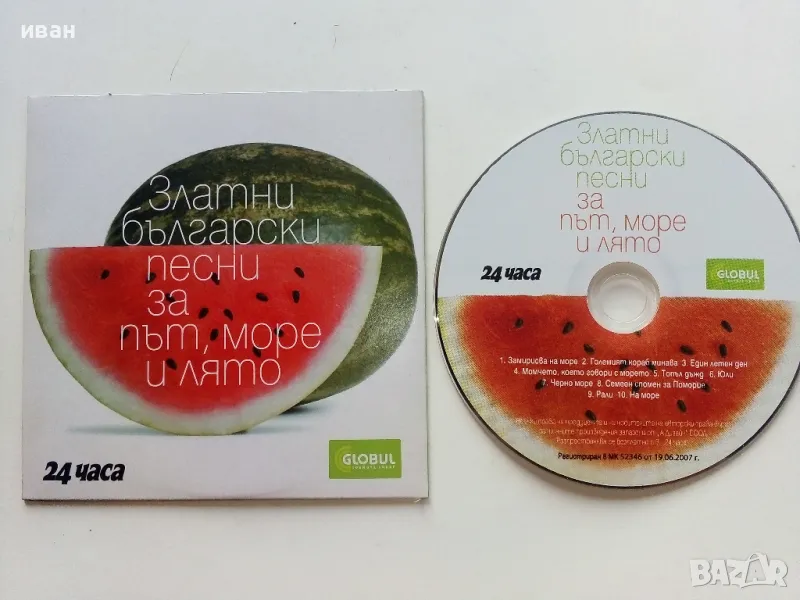 иван
Златни
български
песни
за
път, море
и лято
24 часа
GLOBUL
Златни
български
песни
за
път, море
и лято
24 часа
GLOBUL
1. Замирисва на море 2. Големият кораб минава 3. Един летен ден
4. Момчето, което говори с морето 5. Топъл дъжд 6. Юли
7. Черно море 8. Семеен спомен за Поморие
9. Рали 10. На море
Регистриран в МК 52346 от 19.06.2007 г.
BAZAR